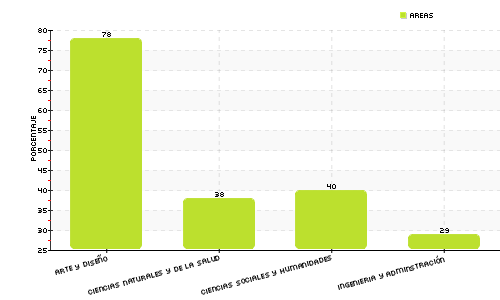 AREAS
PORCENTAJE
80
75
70
65
60
55
50
45
40
35
30
25
78
38
40
29
ARTE Y DISEÑO
CIENCIAS NATURALES Y DE LA SALUD
CIENCIAS SOCIALES Y HUMANIDADES
INGENIERIA Y ADMINSTRACIÓN